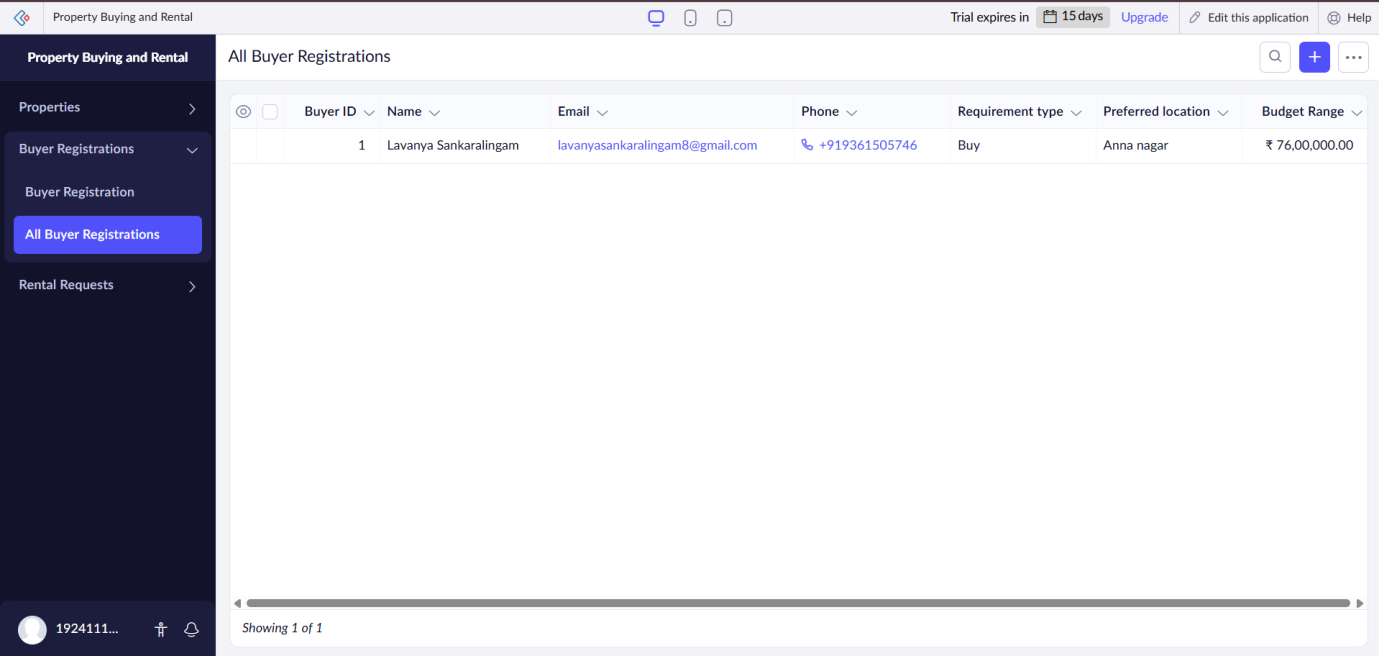 Property Buying and Rental
Trial expires in 15 days Upgrade Edit this application Help
Property Buying and Rental
Properties
Buyer Registrations
Buyer Registration
All Buyer Registrations
Rental Requests
1924111...
All Buyer Registrations
Buyer ID Name Email Phone Requirement type Preferred location Budget Range
1 Lavanya Sankaralingam lavanyasankaralingam8@gmail.com +919361505746 Buy Anna nagar ₹ 76,00,000.00
Showing 1 of 1